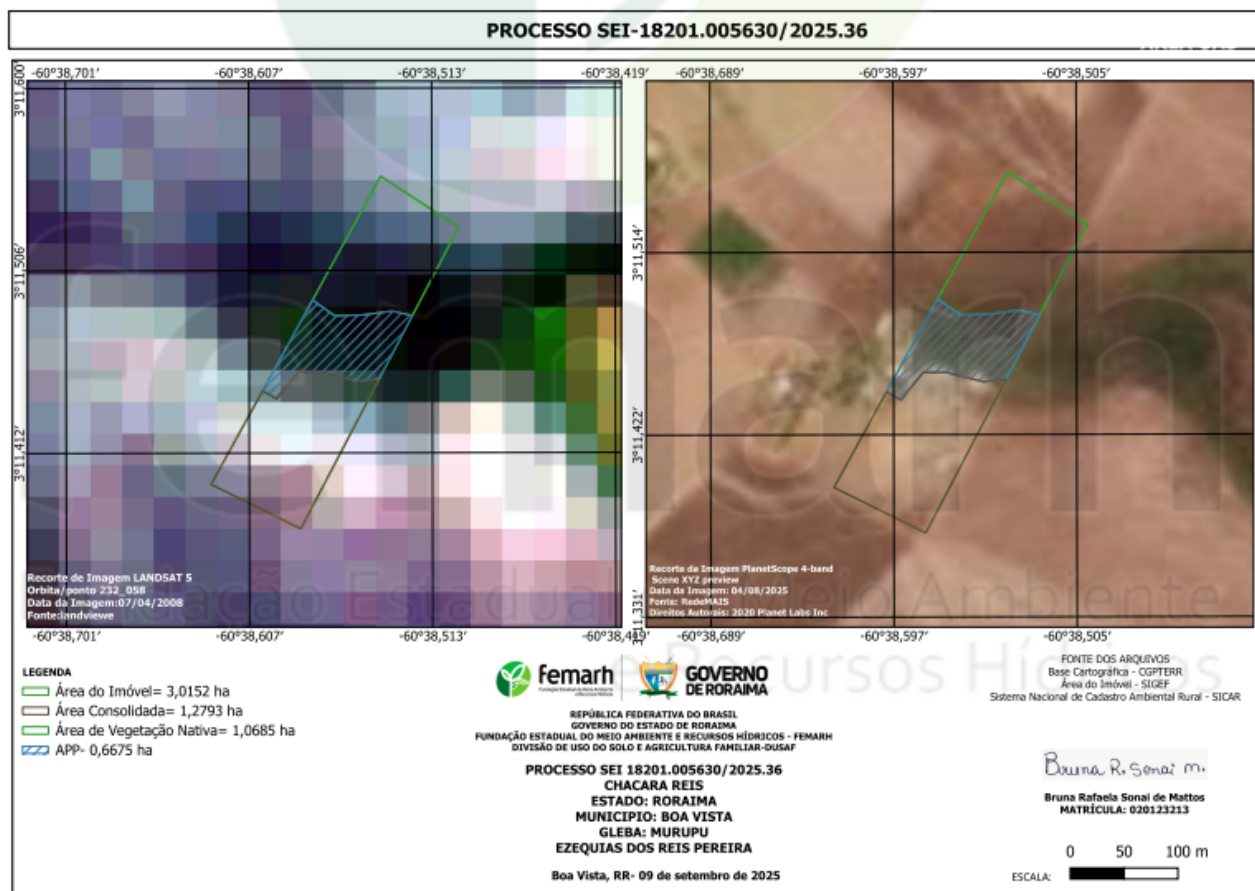 PROCESSO SEI-18201.005630/2025.36
-60°38,701′ -60°38,607′ -60°38,513′ -60°38,419′ -60°38,689′ -60°38,597′ -60°38,505′
3°11,600′
3°11,506′
3°11,412′
3°11,514′
3°11,422′
3°11,331′
Recorte de Imagem LANDSAT 5
Orbita/ponto 232_058
Data da Imagem:07/04/2008
Fonte:landviewe
Recorte da Imagem PlanetScope 4-band
Scene XYZ preview
Data da Imagem: 04/08/2025
Fonte: RedeMAIS
Direitos Autorais: 2020 Planet Labs Inc
-60°38,701′ -60°38,607′ -60°38,513′ -60°38,419′ -60°38,689′ -60°38,597′ -60°38,505′
LEGENDA
Área do Imóvel= 3,0152 ha
Área Consolidada= 1,2793 ha
Área de Vegetação Nativa= 1,0685 ha
APP- 0,6675 ha
femarh
GOVERNO
DE RORAIMA
REPÚBLICA FEDERATIVA DO BRASIL
GOVERNO DO ESTADO DE RORAIMA
FUNDAÇÃO ESTADUAL DO MEIO AMBIENTE E RECURSOS HÍDRICOS - FEMARH
DIVISÃO DE USO DO SOLO E AGRICULTURA FAMILIAR-DUSAF
PROCESSO SEI 18201.005630/2025.36
CHACARA REIS
ESTADO: RORAIMA
MUNICIPIO: BOA VISTA
GLEBA: MURUPU
EZEQUIAS DOS REIS PEREIRA
Boa Vista, RR- 09 de setembro de 2025
FONTE DOS ARQUIVOS
Base Cartográfica - CGPTERR
Área do Imóvel - SIGEF
Sistema Nacional de Cadastro Ambiental Rural - SICAR
Bruna R. Sonai M.
Bruna Rafaela Sonai de Mattos
MATRÍCULA: 020123213
0 50 100 m
ESCALA: